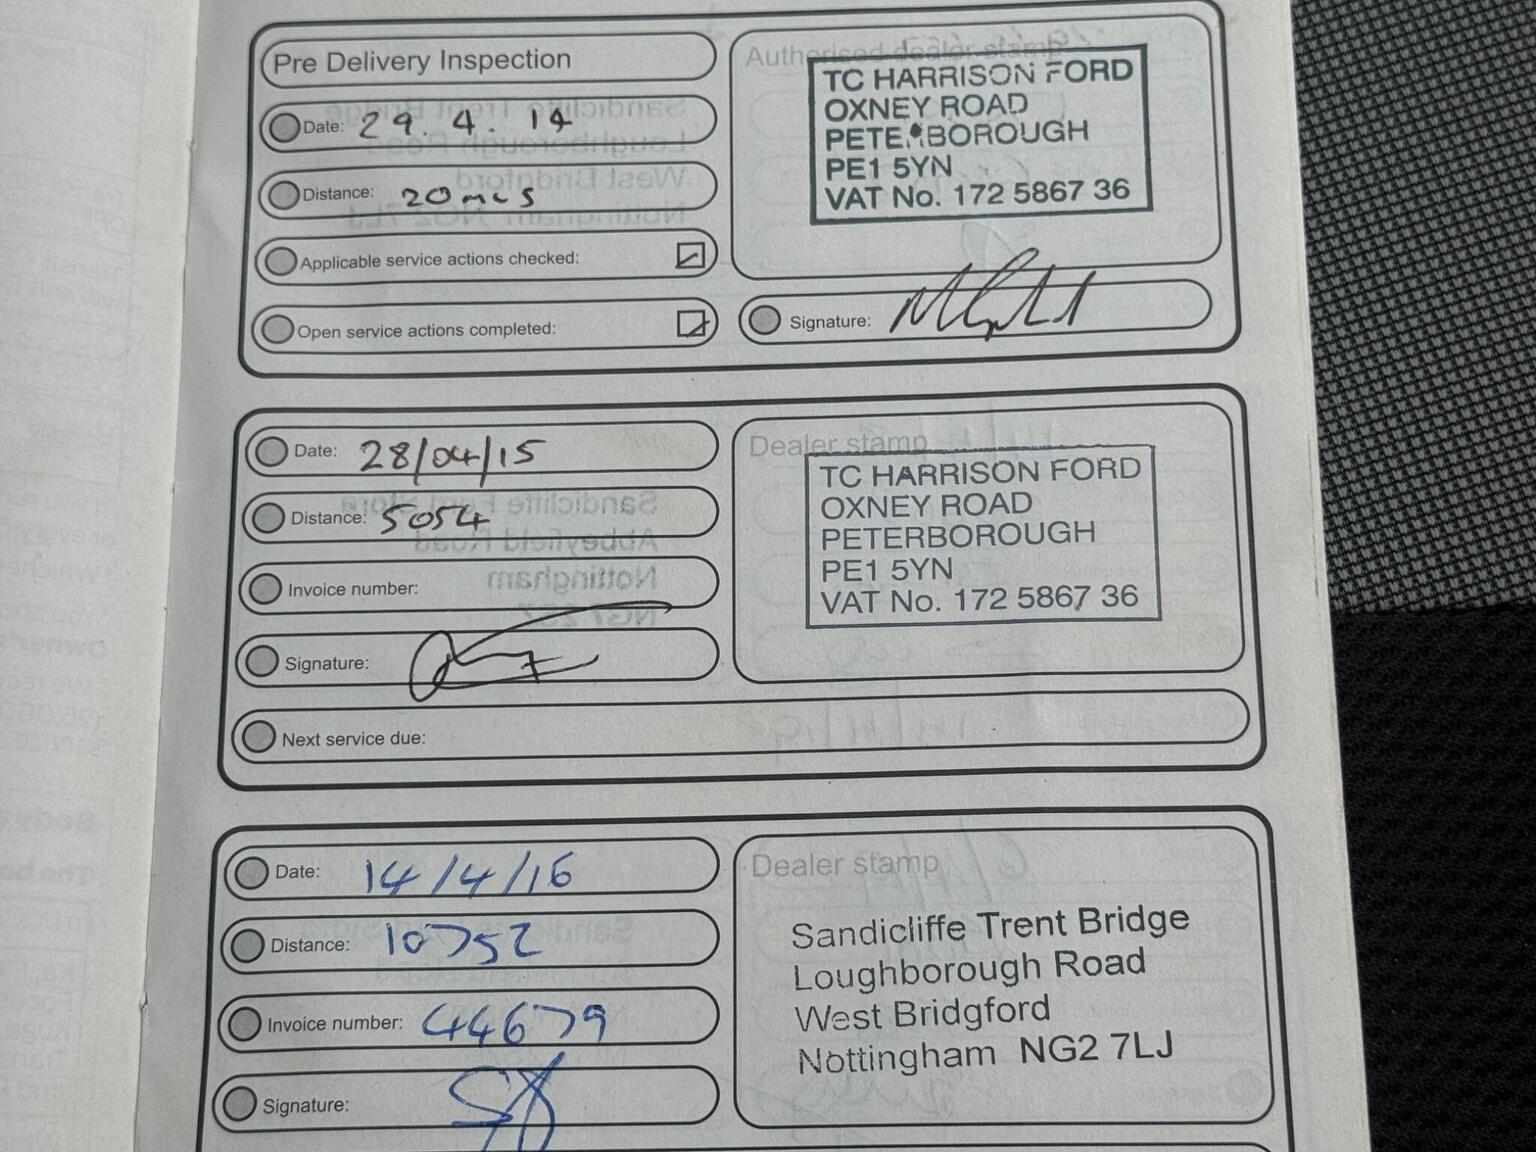 Pre Delivery Inspection
Date: 29. 4. 14
Distance: 20 mls
Applicable service actions checked:
Open service actions completed:
Authorised dealer stamp
TC HARRISON FORD
OXNEY ROAD
PETERBOROUGH
PE1 5YN
VAT No. 172 5867 36
Signature:
Date: 28/04/15
Distance: 5054
Invoice number:
Signature:
Next service due:
Dealer stamp
TC HARRISON FORD
OXNEY ROAD
PETERBOROUGH
PE1 5YN
VAT No. 172 5867 36
Date: 14/4/16
Distance: 10752
Invoice number: 44679
Signature:
Dealer stamp
Sandicliffe Trent Bridge
Loughborough Road
West Bridgford
Nottingham NG2 7LJ